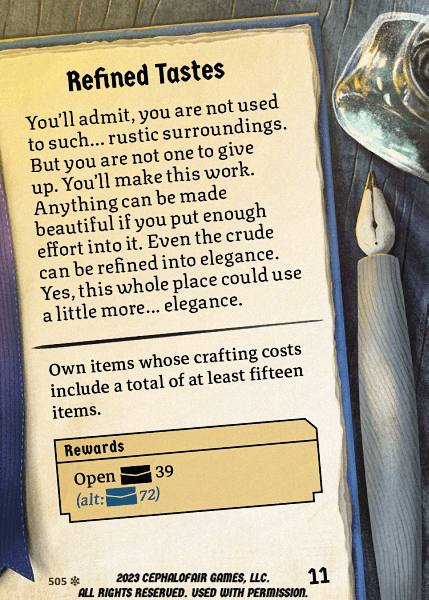 Refined Tastes
You'll admit, you are not used
to such... rustic surroundings.
But you are not one to give
up. You'll make this work.
Anything can be made
beautiful if you put enough
effort into it. Even the crude
can be refined into elegance.
Yes, this whole place could use
a little more... elegance.
Own items whose crafting costs
include a total of at least fifteen
items.
Rewards
Open 39
(alt: 72)
505 ✻
2023 CEPHALOFAIR GAMES, LLC.
ALL RIGHTS RESERVED. USED WITH PERMISSION.
11